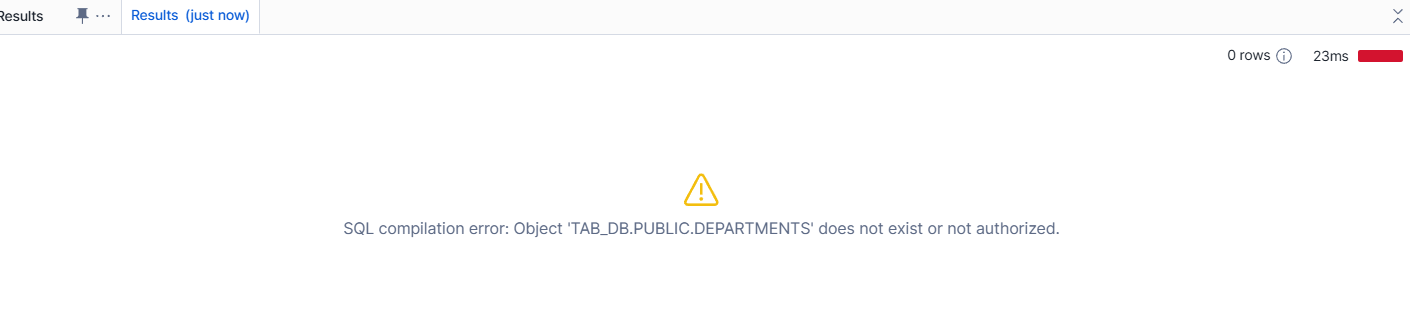 Results ... Results (just now)
0 rows 23ms
SQL compilation error: Object 'TAB_DB.PUBLIC.DEPARTMENTS' does not exist or not authorized.